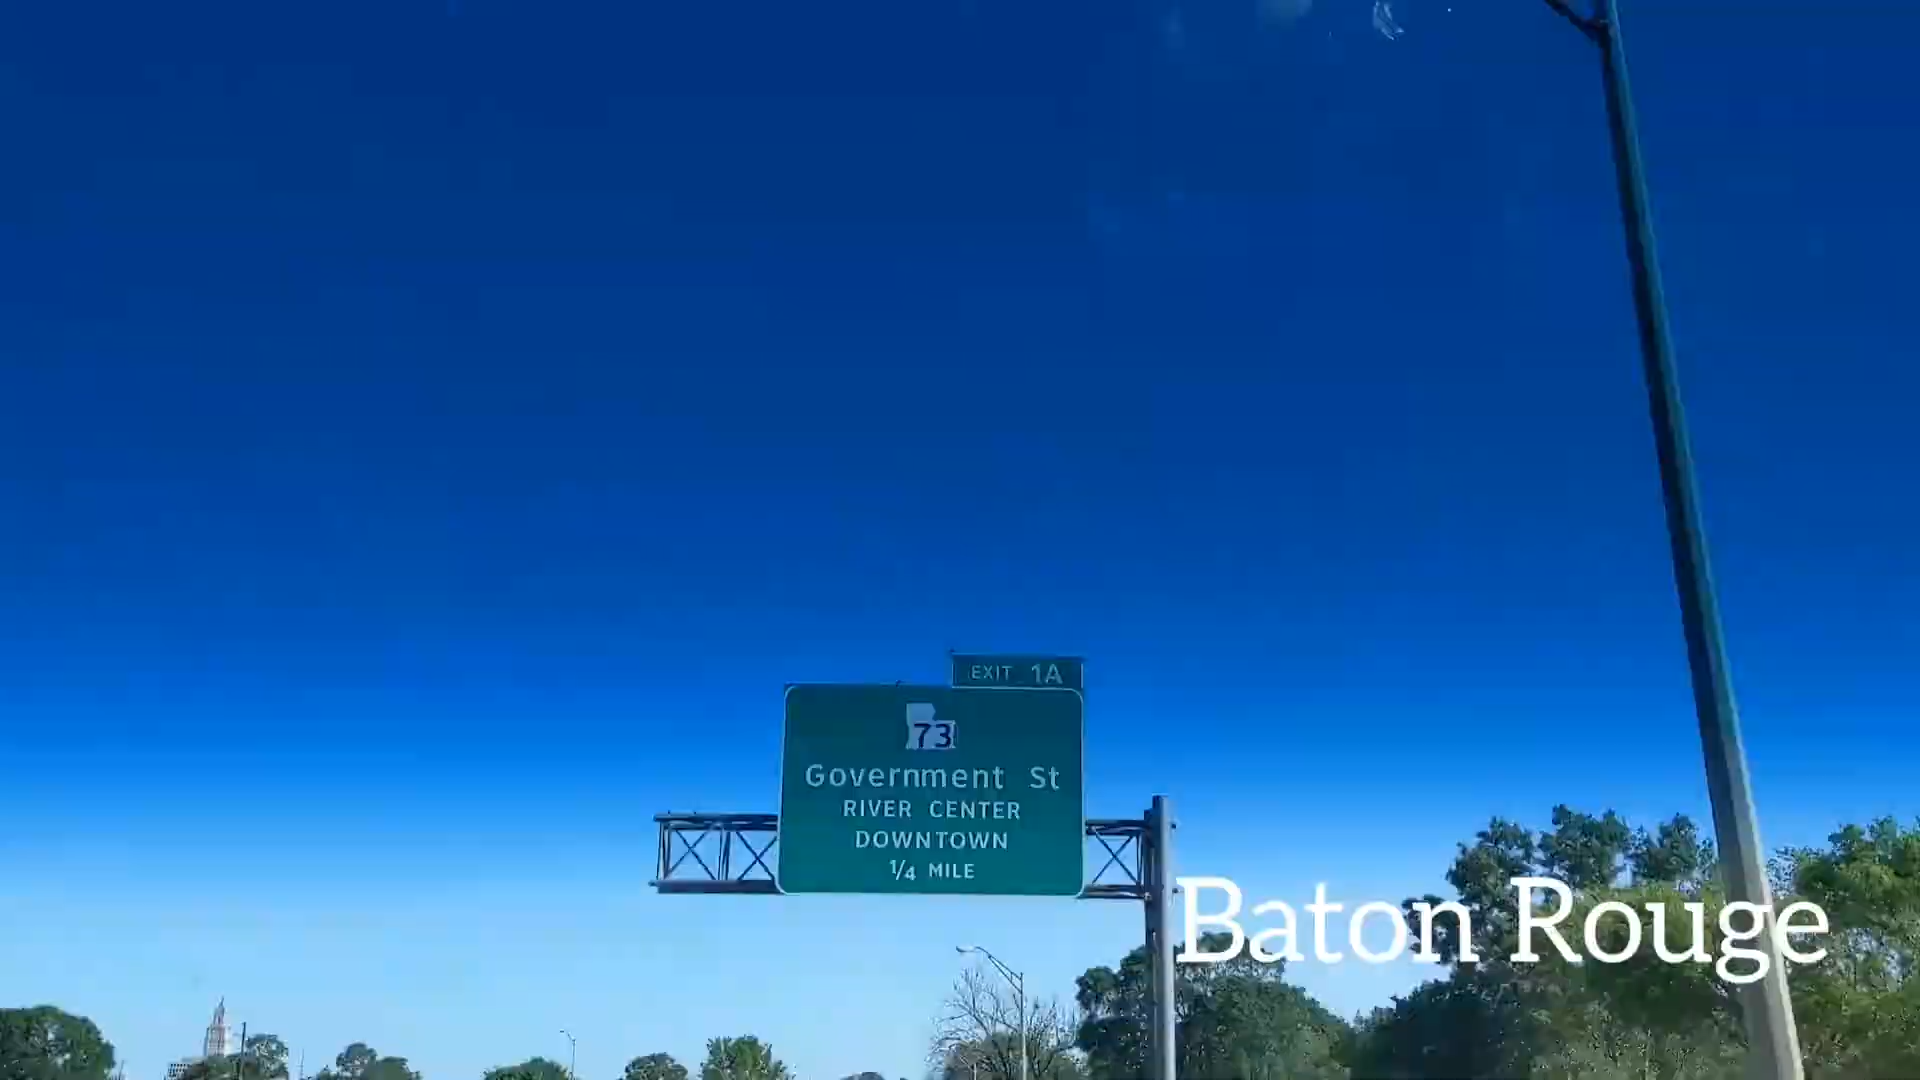 EXIT 1A
73
Government St
RIVER CENTER
DOWNTOWN
1/4 MILE
Baton Rouge